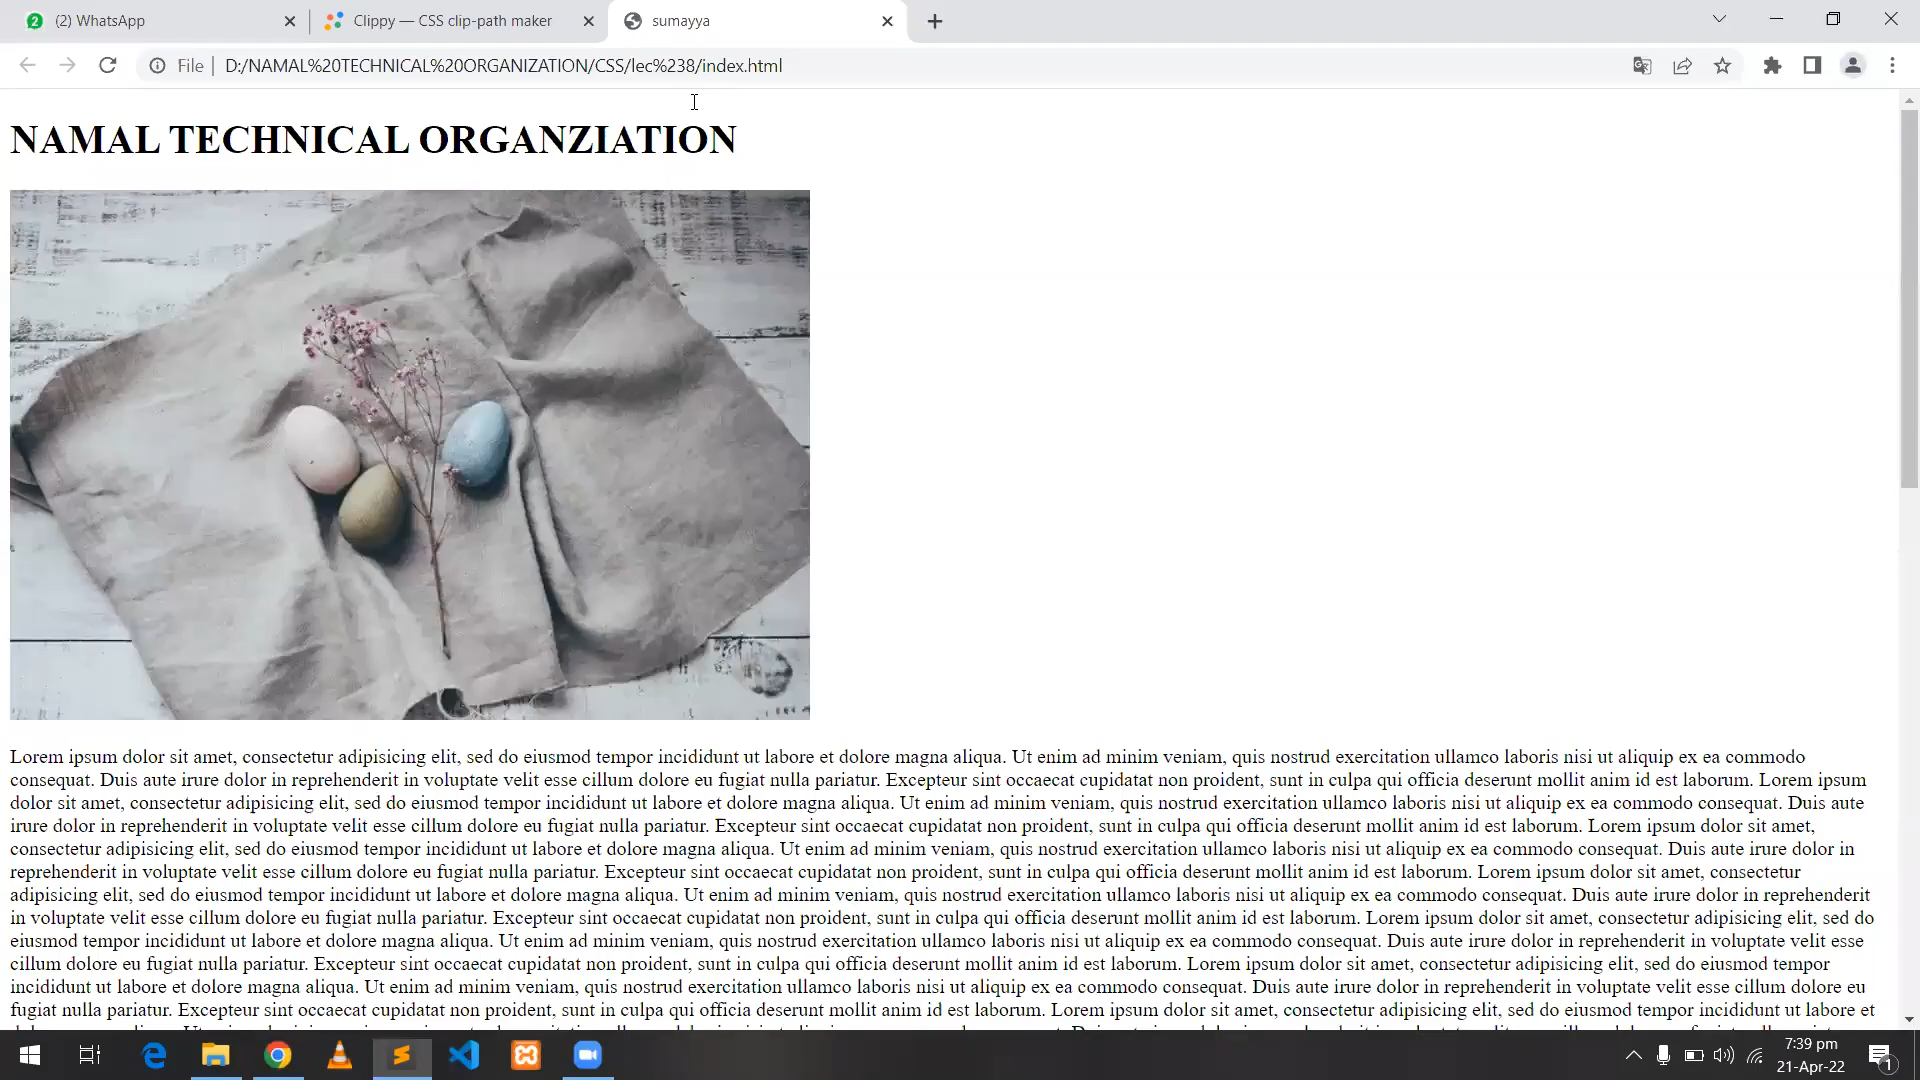 (2) WhatsApp
Clippy — CSS clip-path maker
sumayya
File
D:/NAMAL%20TECHNICAL%20ORGANIZATION/CSS/lec%238/index.html
NAMAL TECHNICAL ORGANZIATION
Lorem ipsum dolor sit amet, consectetur adipisicing elit, sed do eiusmod tempor incididunt ut labore et dolore magna aliqua. Ut enim ad minim veniam, quis nostrud exercitation ullamco laboris nisi ut aliquip ex ea commodo
consequat. Duis aute irure dolor in reprehenderit in voluptate velit esse cillum dolore eu fugiat nulla pariatur. Excepteur sint occaecat cupidatat non proident, sunt in culpa qui officia deserunt mollit anim id est laborum. Lorem ipsum
dolor sit amet, consectetur adipisicing elit, sed do eiusmod tempor incididunt ut labore et dolore magna aliqua. Ut enim ad minim veniam, quis nostrud exercitation ullamco laboris nisi ut aliquip ex ea commodo consequat. Duis aute
irure dolor in reprehenderit in voluptate velit esse cillum dolore eu fugiat nulla pariatur. Excepteur sint occaecat cupidatat non proident, sunt in culpa qui officia deserunt mollit anim id est laborum. Lorem ipsum dolor sit amet,
consectetur adipisicing elit, sed do eiusmod tempor incididunt ut labore et dolore magna aliqua. Ut enim ad minim veniam, quis nostrud exercitation ullamco laboris nisi ut aliquip ex ea commodo consequat. Duis aute irure dolor in
reprehenderit in voluptate velit esse cillum dolore eu fugiat nulla pariatur. Excepteur sint occaecat cupidatat non proident, sunt in culpa qui officia deserunt mollit anim id est laborum. Lorem ipsum dolor sit amet, consectetur
adipisicing elit, sed do eiusmod tempor incididunt ut labore et dolore magna aliqua. Ut enim ad minim veniam, quis nostrud exercitation ullamco laboris nisi ut aliquip ex ea commodo consequat. Duis aute irure dolor in reprehenderit
in voluptate velit esse cillum dolore eu fugiat nulla pariatur. Excepteur sint occaecat cupidatat non proident, sunt in culpa qui officia deserunt mollit anim id est laborum. Lorem ipsum dolor sit amet, consectetur adipisicing elit, sed do
eiusmod tempor incididunt ut labore et dolore magna aliqua. Ut enim ad minim veniam, quis nostrud exercitation ullamco laboris nisi ut aliquip ex ea commodo consequat. Duis aute irure dolor in reprehenderit in voluptate velit esse
cillum dolore eu fugiat nulla pariatur. Excepteur sint occaecat cupidatat non proident, sunt in culpa qui officia deserunt mollit anim id est laborum. Lorem ipsum dolor sit amet, consectetur adipisicing elit, sed do eiusmod tempor
incididunt ut labore et dolore magna aliqua. Ut enim ad minim veniam, quis nostrud exercitation ullamco laboris nisi ut aliquip ex ea commodo consequat. Duis aute irure dolor in reprehenderit in voluptate velit esse cillum dolore eu
fugiat nulla pariatur. Excepteur sint occaecat cupidatat non proident, sunt in culpa qui officia deserunt mollit anim id est laborum. Lorem ipsum dolor sit amet, consectetur adipisicing elit, sed do eiusmod tempor incididunt ut labore et
7:39 pm
21-Apr-22
1